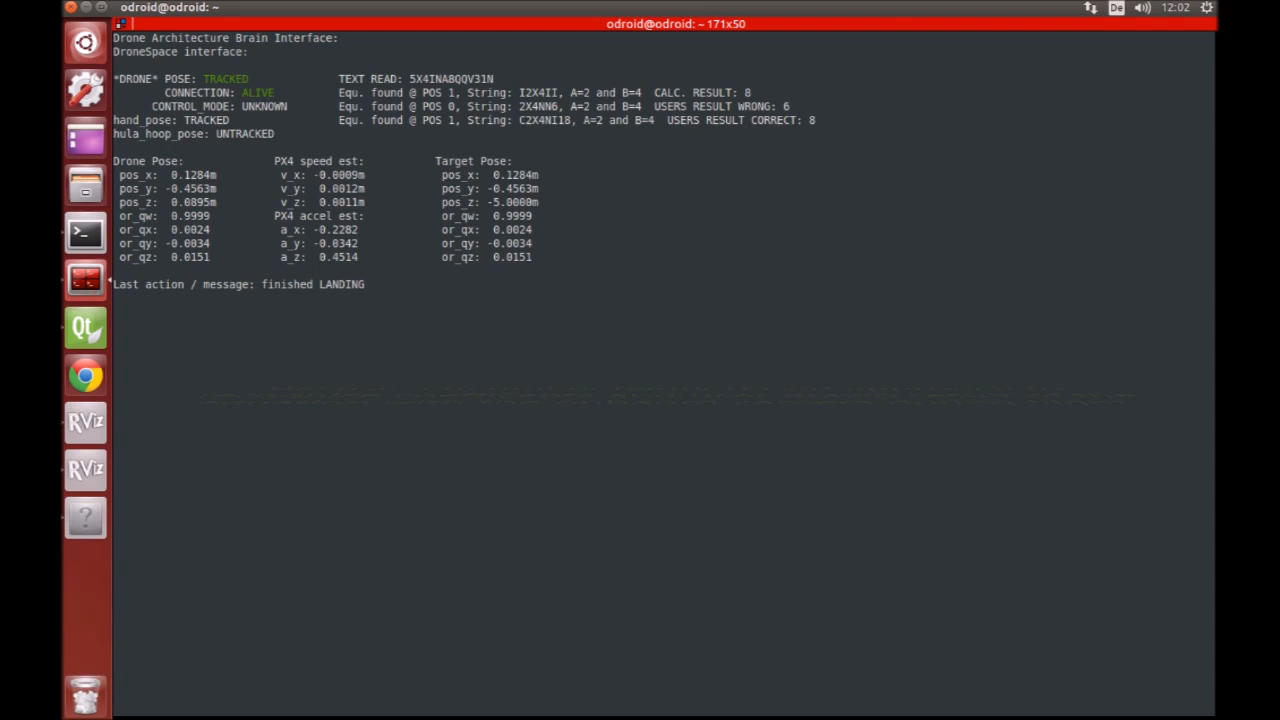 odroid@odroid: ~
De
12:02
odroid@odroid: ~ 171x50
Drone Architecture Brain Interface:
DroneSpace interface:
*DRONE* POSE: TRACKED TEXT READ: 5X4INA8QQV31N
CONNECTION: ALIVE Equ. found @ POS 1, String: I2X4II, A=2 and B=4 CALC. RESULT: 8
CONTROL_MODE: UNKNOWN Equ. found @ POS 0, String: 2X4NN6, A=2 and B=4 USERS RESULT WRONG: 6
hand_pose: TRACKED Equ. found @ POS 1, String: C2X4NI18, A=2 and B=4 USERS RESULT CORRECT: 8
hula_hoop_pose: UNTRACKED
Drone Pose: PX4 speed est: Target Pose:
pos_x: 0.1284m v_x: -0.0009m pos_x: 0.1284m
pos_y: -0.4563m v_y: 0.0012m pos_y: -0.4563m
pos_z: 0.0895m v_z: 0.0011m pos_z: -5.0000m
or_qw: 0.9999 PX4 accel est: or_qw: 0.9999
or_qx: 0.0024 a_x: -0.2282 or_qx: 0.0024
or_qy: -0.0034 a_y: -0.0342 or_qy: -0.0034
or_qz: 0.0151 a_z: 0.4514 or_qz: 0.0151
Last action / message: finished LANDING
>_
Qt
RViz
RViz
?